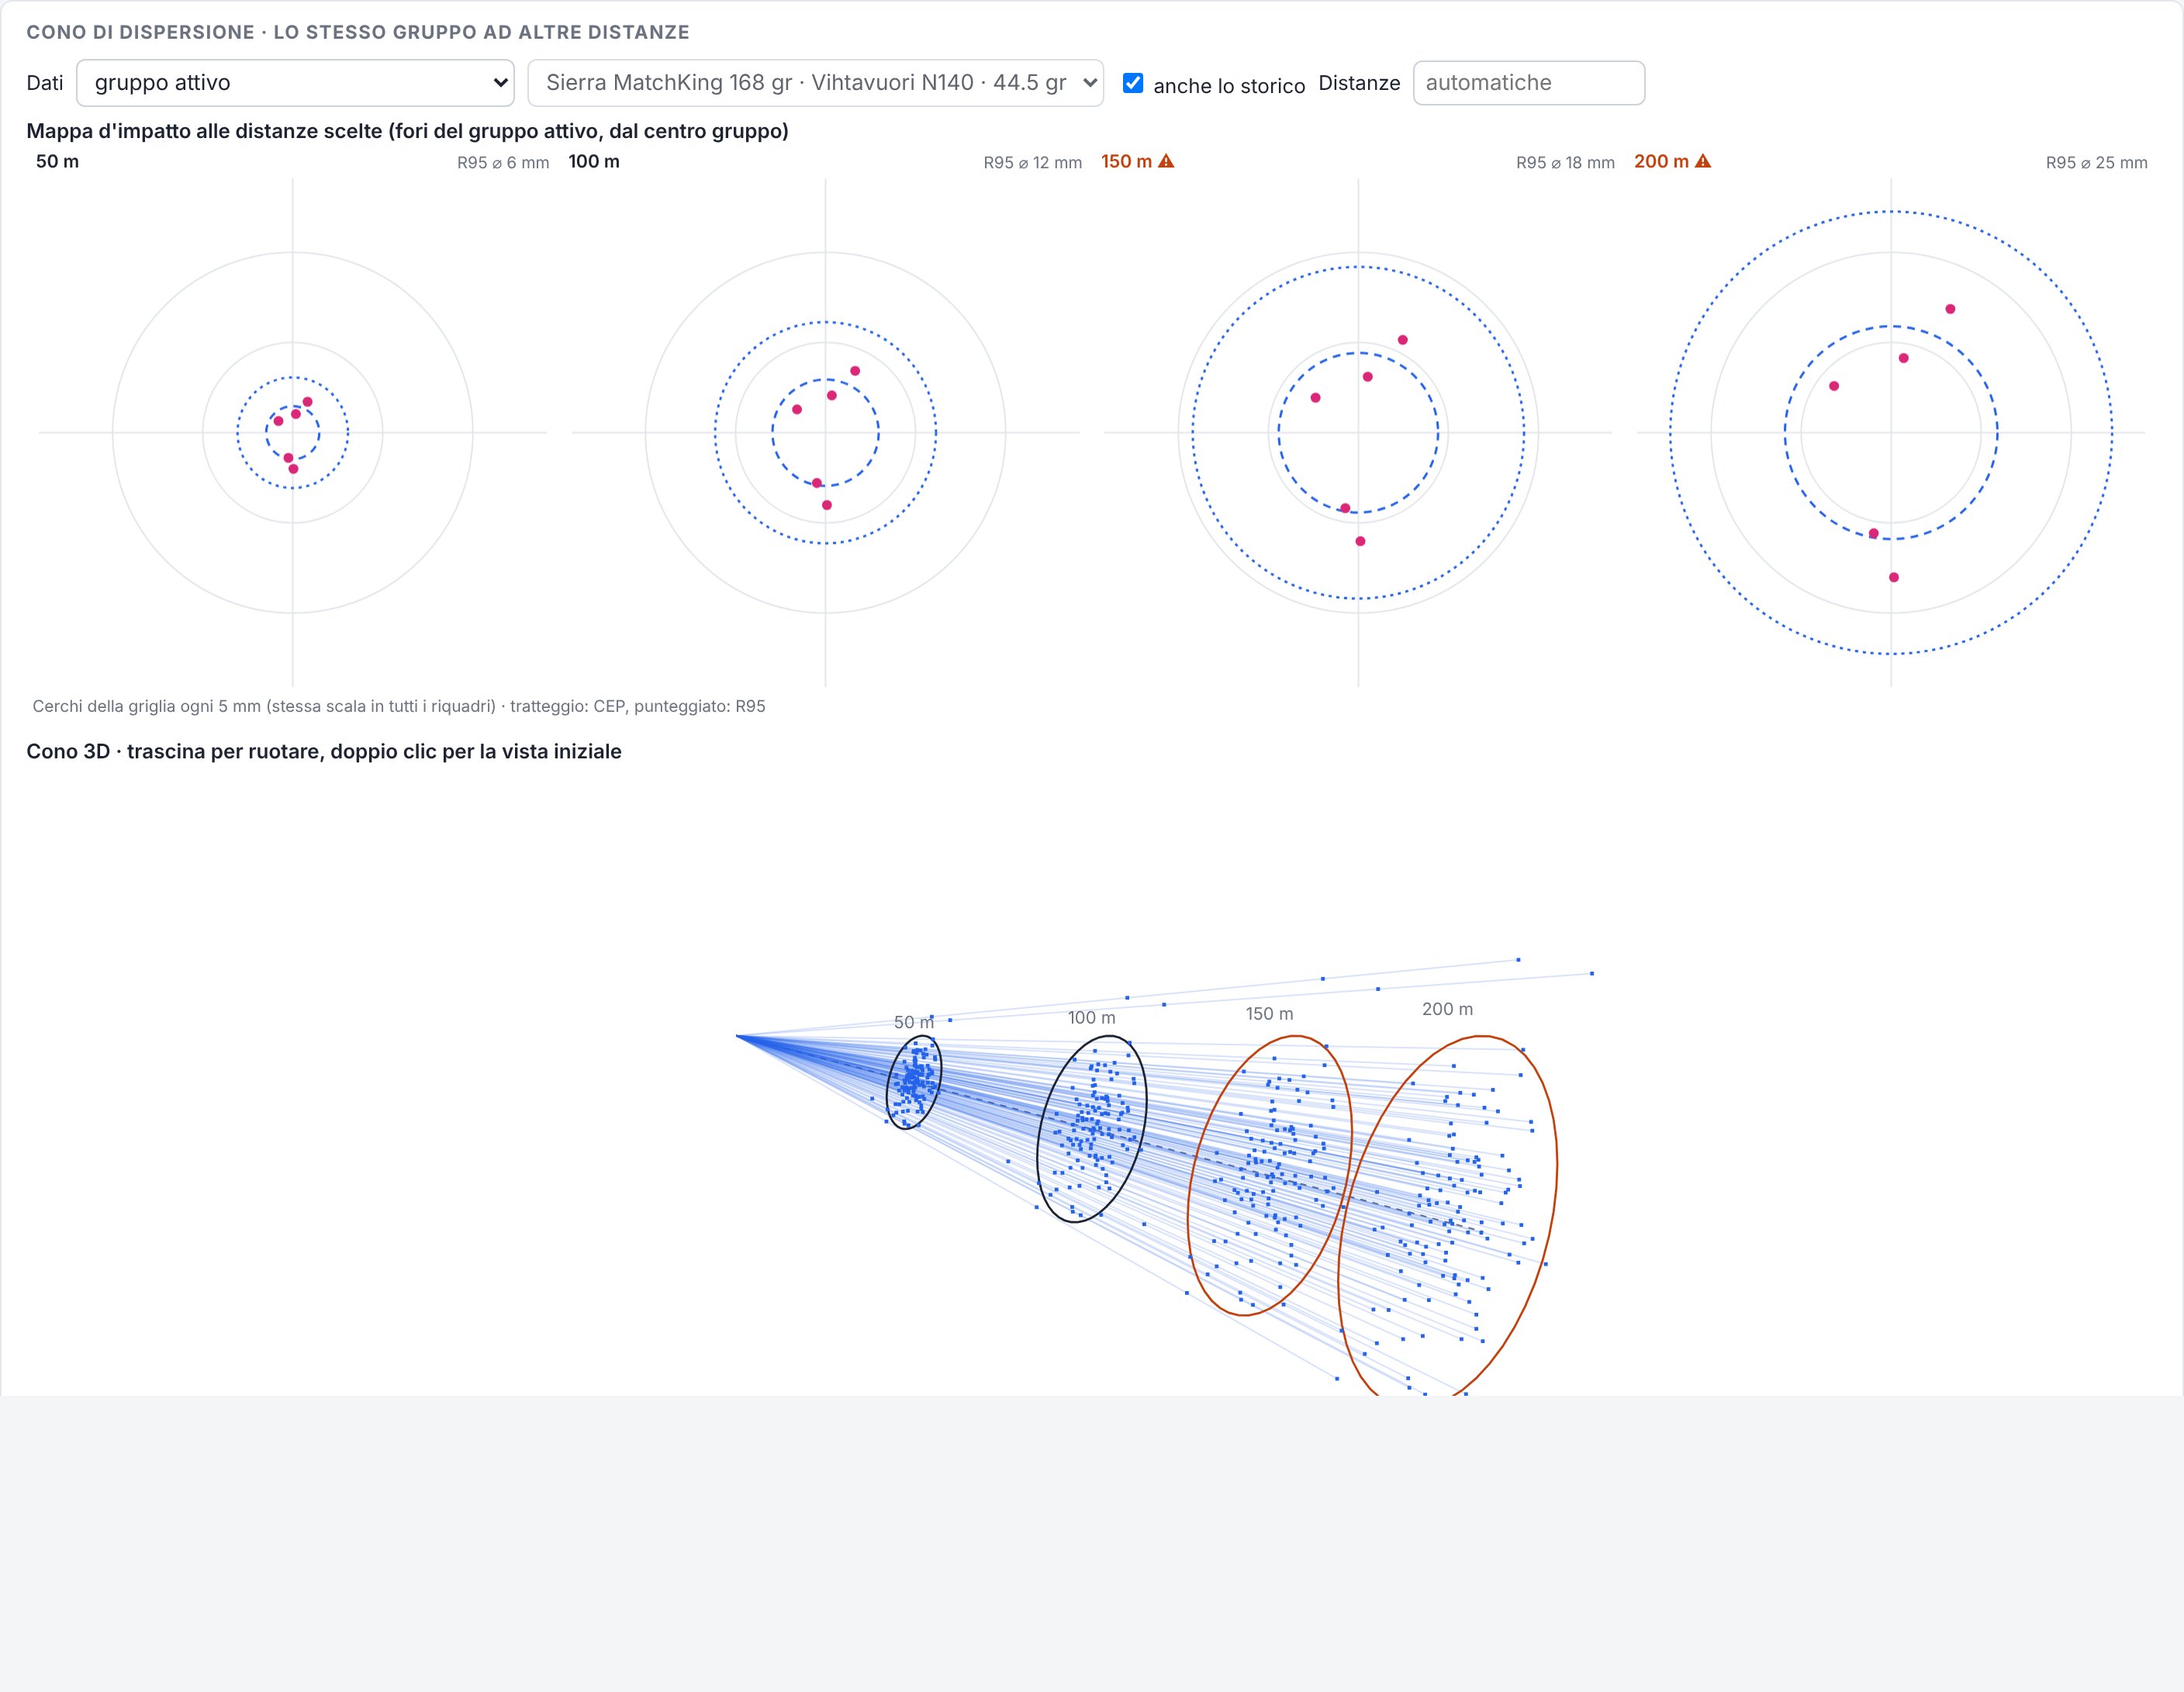 CONO DI DISPERSIONE · LO STESSO GRUPPO AD ALTRE DISTANZE
Dati gruppo attivo Sierra MatchKing 168 gr · Vihtavuori N140 · 44.5 gr anche lo storico Distanze automatiche
Mappa d'impatto alle distanze scelte (fori del gruppo attivo, dal centro gruppo)
50 m R95 ⌀ 6 mm 100 m R95 ⌀ 12 mm 150 m ⚠ R95 ⌀ 18 mm 200 m ⚠ R95 ⌀ 25 mm
Cerchi della griglia ogni 5 mm (stessa scala in tutti i riquadri) · tratteggio: CEP, punteggiato: R95
Cono 3D · trascina per ruotare, doppio clic per la vista iniziale
50 m 100 m 150 m 200 m